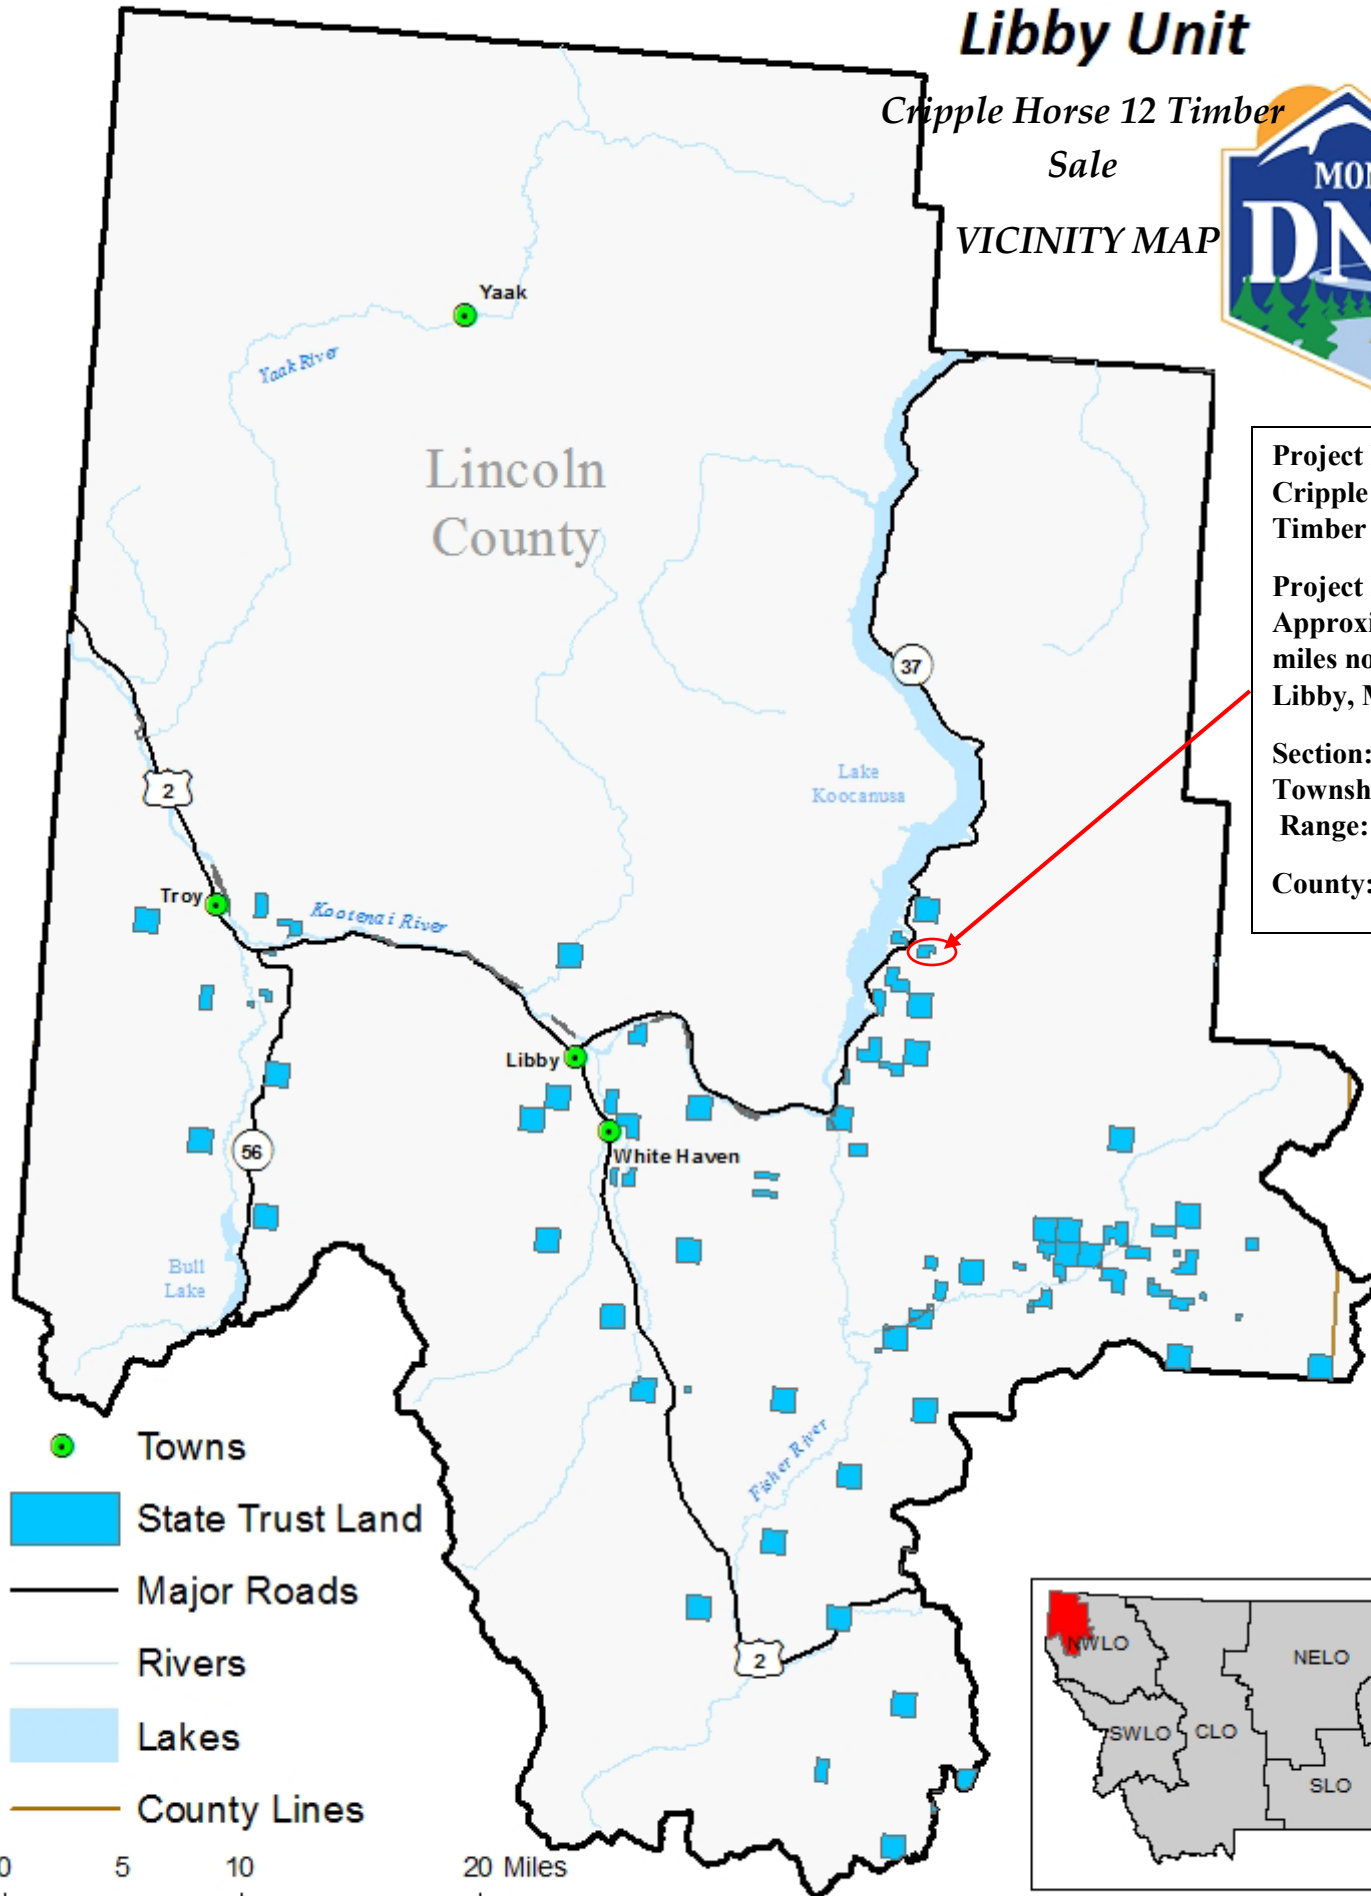 Libby Unit
Cripple Horse 12 Timber
Sale
VICINITY MAP
MON
DN
Yaak
Yaak River
Lincoln
County
Project
Cripple
Timber
Project
Approxi
miles no
Libby, M
Section:
Townsh
Range:
County:
37
Lake
Koocanusa
2
Troy
Kootenai River
Libby
White Haven
56
Bull
Lake
Fisher River
2
Towns
State Trust Land
Major Roads
Rivers
Lakes
County Lines
0 5 10 20 Miles
NWLO
NELO
SWLO
CLO
SLO